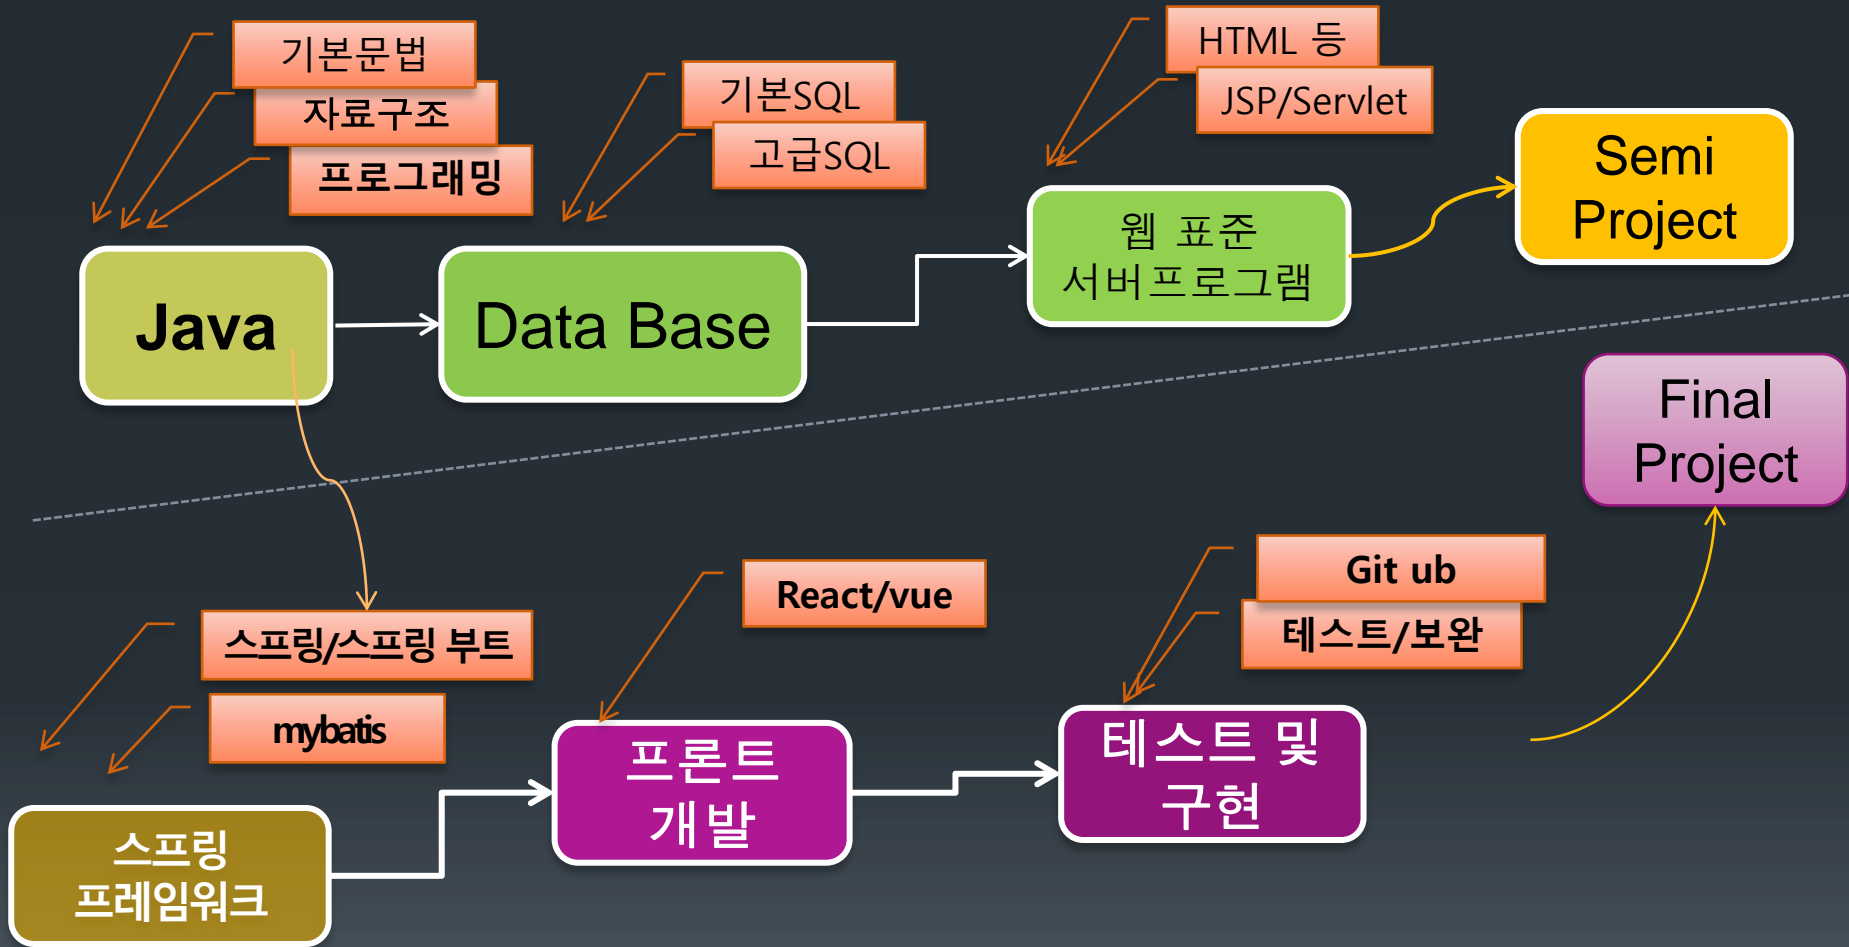 기본문법
자료구조
프로그래밍
Java
기본SQL
고급SQL
Data Base
HTML 등
JSP/Servlet
웹 표준
서버프로그램
Semi
Project
Final
Project
스프링/스프링 부트
mybatis
스프링
프레임워크
React/vue
프론트
개발
Git ub
테스트/보완
테스트 및
구현